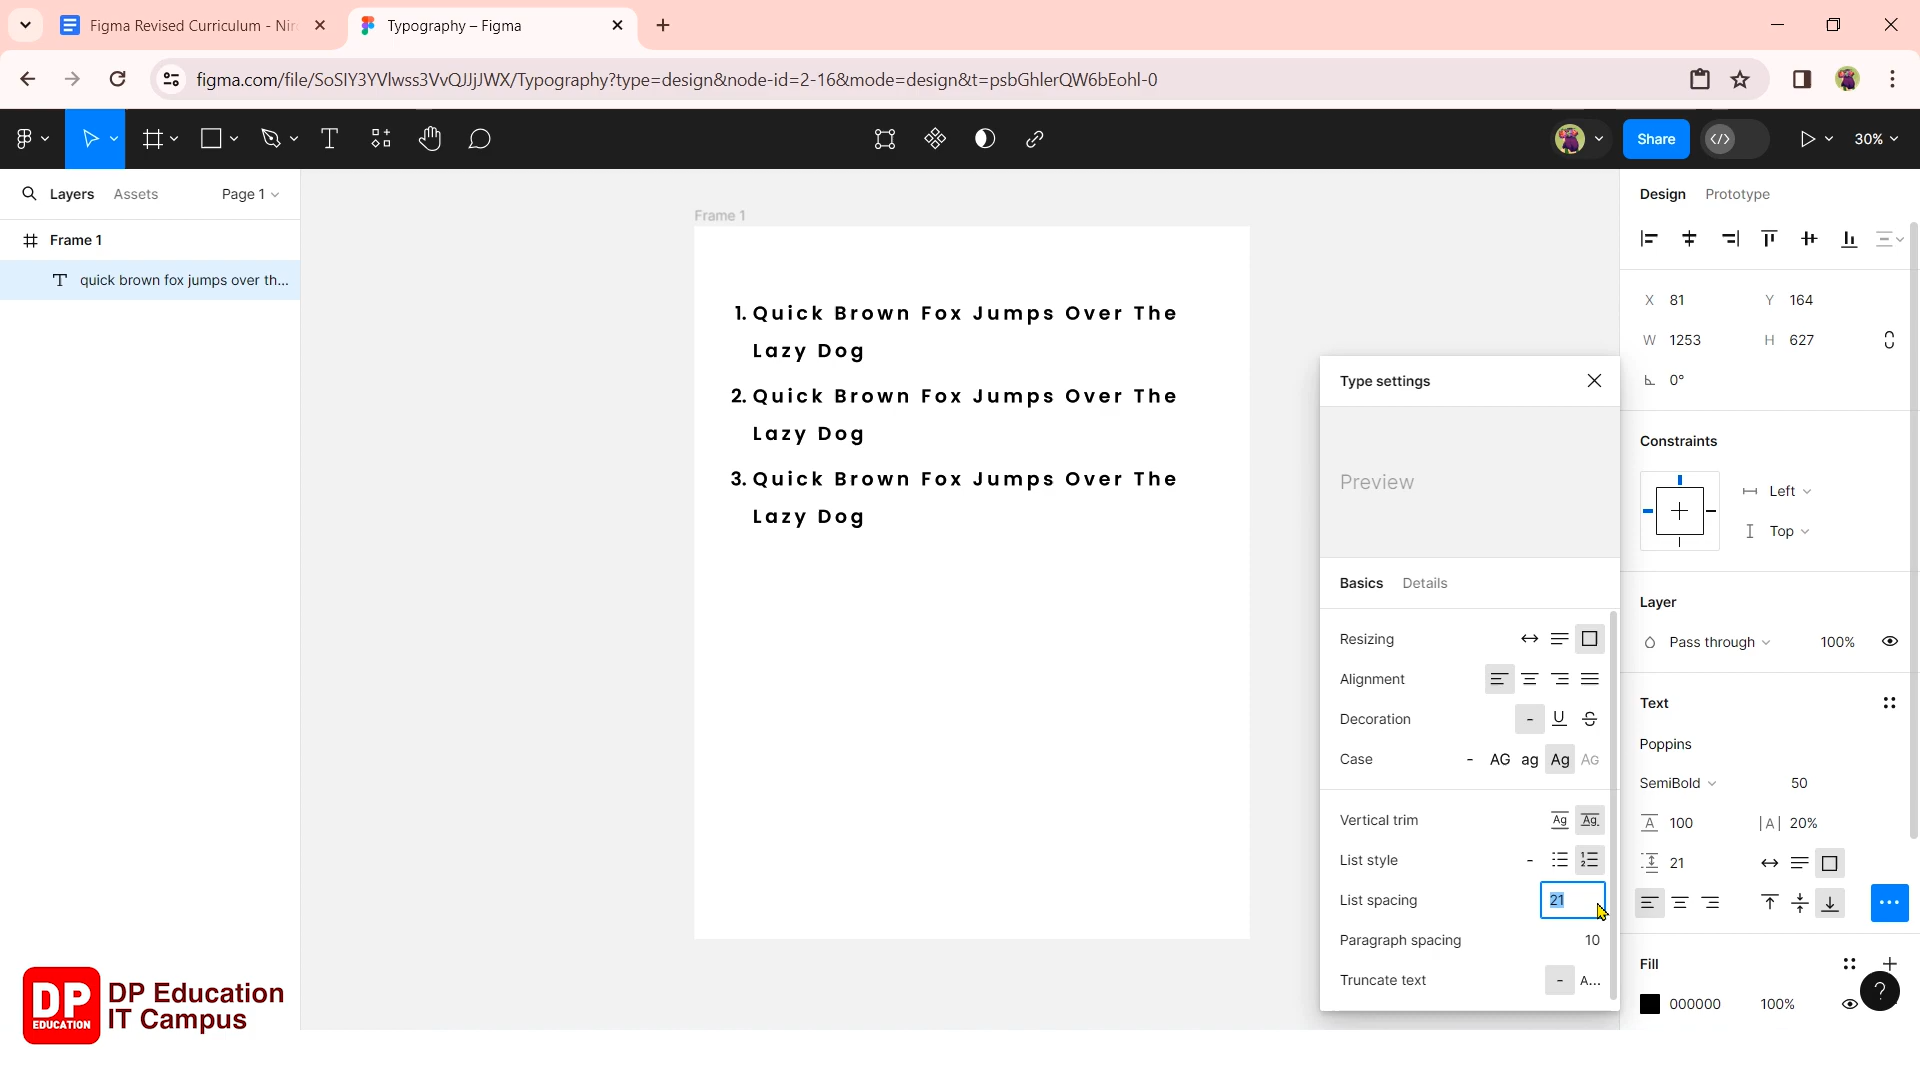 Figma Revised Curriculum - Nir
Typography – Figma
figma.com/file/SoSIY3YVlwss3VvQJJjJWX/Typography?type=design&node-id=2-16&mode=design&t=psbGhlerQW6bEohl-0
Share
30%
Layers
Assets
Page 1
Frame 1
quick brown fox jumps over th...
Frame 1
1. Quick Brown Fox Jumps Over The
Lazy Dog
2. Quick Brown Fox Jumps Over The
Lazy Dog
3. Quick Brown Fox Jumps Over The
Lazy Dog
Type settings
Preview
Basics
Details
Resizing
Alignment
Decoration
- U S
Case
- AG ag Ag AG
Vertical trim
Ag Ag
List style
-
List spacing
21
Paragraph spacing
10
Truncate text
- A...
Design
Prototype
X 81
Y 164
W 1253
H 627
0°
Constraints
Left
Top
Layer
Pass through
100%
Text
Poppins
SemiBold
50
A 100
|A| 20%
21
Fill
000000
100%
?
DP
EDUCATION
DP Education
IT Campus